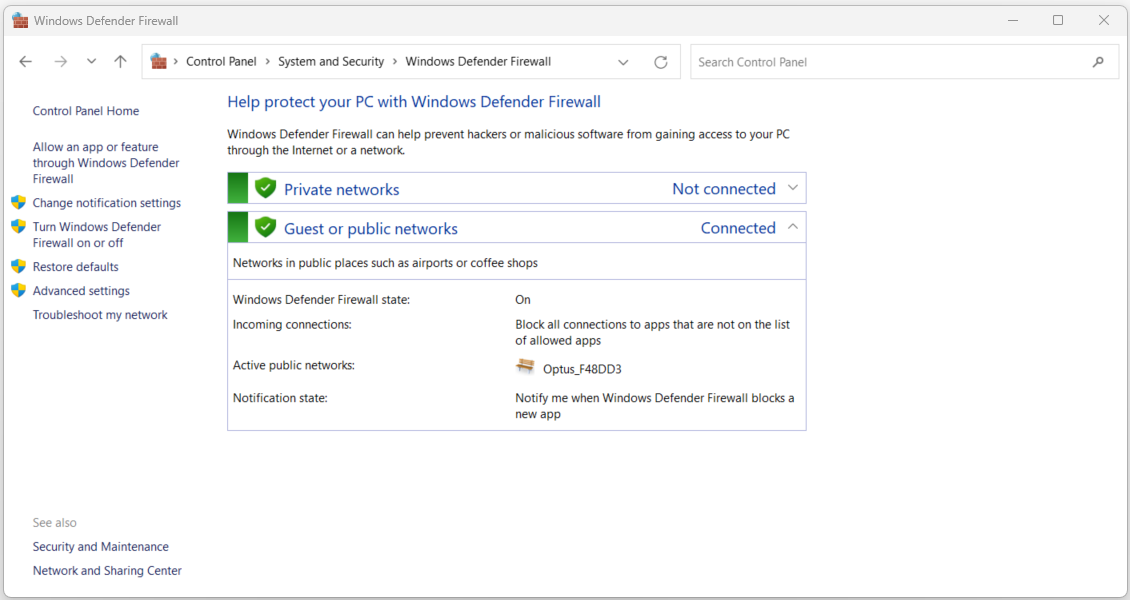 Windows Defender Firewall
Control Panel
System and Security
Windows Defender Firewall
Search Control Panel
Control Panel Home
Allow an app or feature
through Windows Defender
Firewall
Change notification settings
Turn Windows Defender
Firewall on or off
Restore defaults
Advanced settings
Troubleshoot my network
Help protect your PC with Windows Defender Firewall
Windows Defender Firewall can help prevent hackers or malicious software from gaining access to your PC
through the Internet or a network.
Private networks Not connected
Guest or public networks Connected
Networks in public places such as airports or coffee shops
Windows Defender Firewall state: On
Incoming connections: Block all connections to apps that are not on the list
of allowed apps
Active public networks: Optus_F48DD3
Notification state: Notify me when Windows Defender Firewall blocks a
new app
See also
Security and Maintenance
Network and Sharing Center